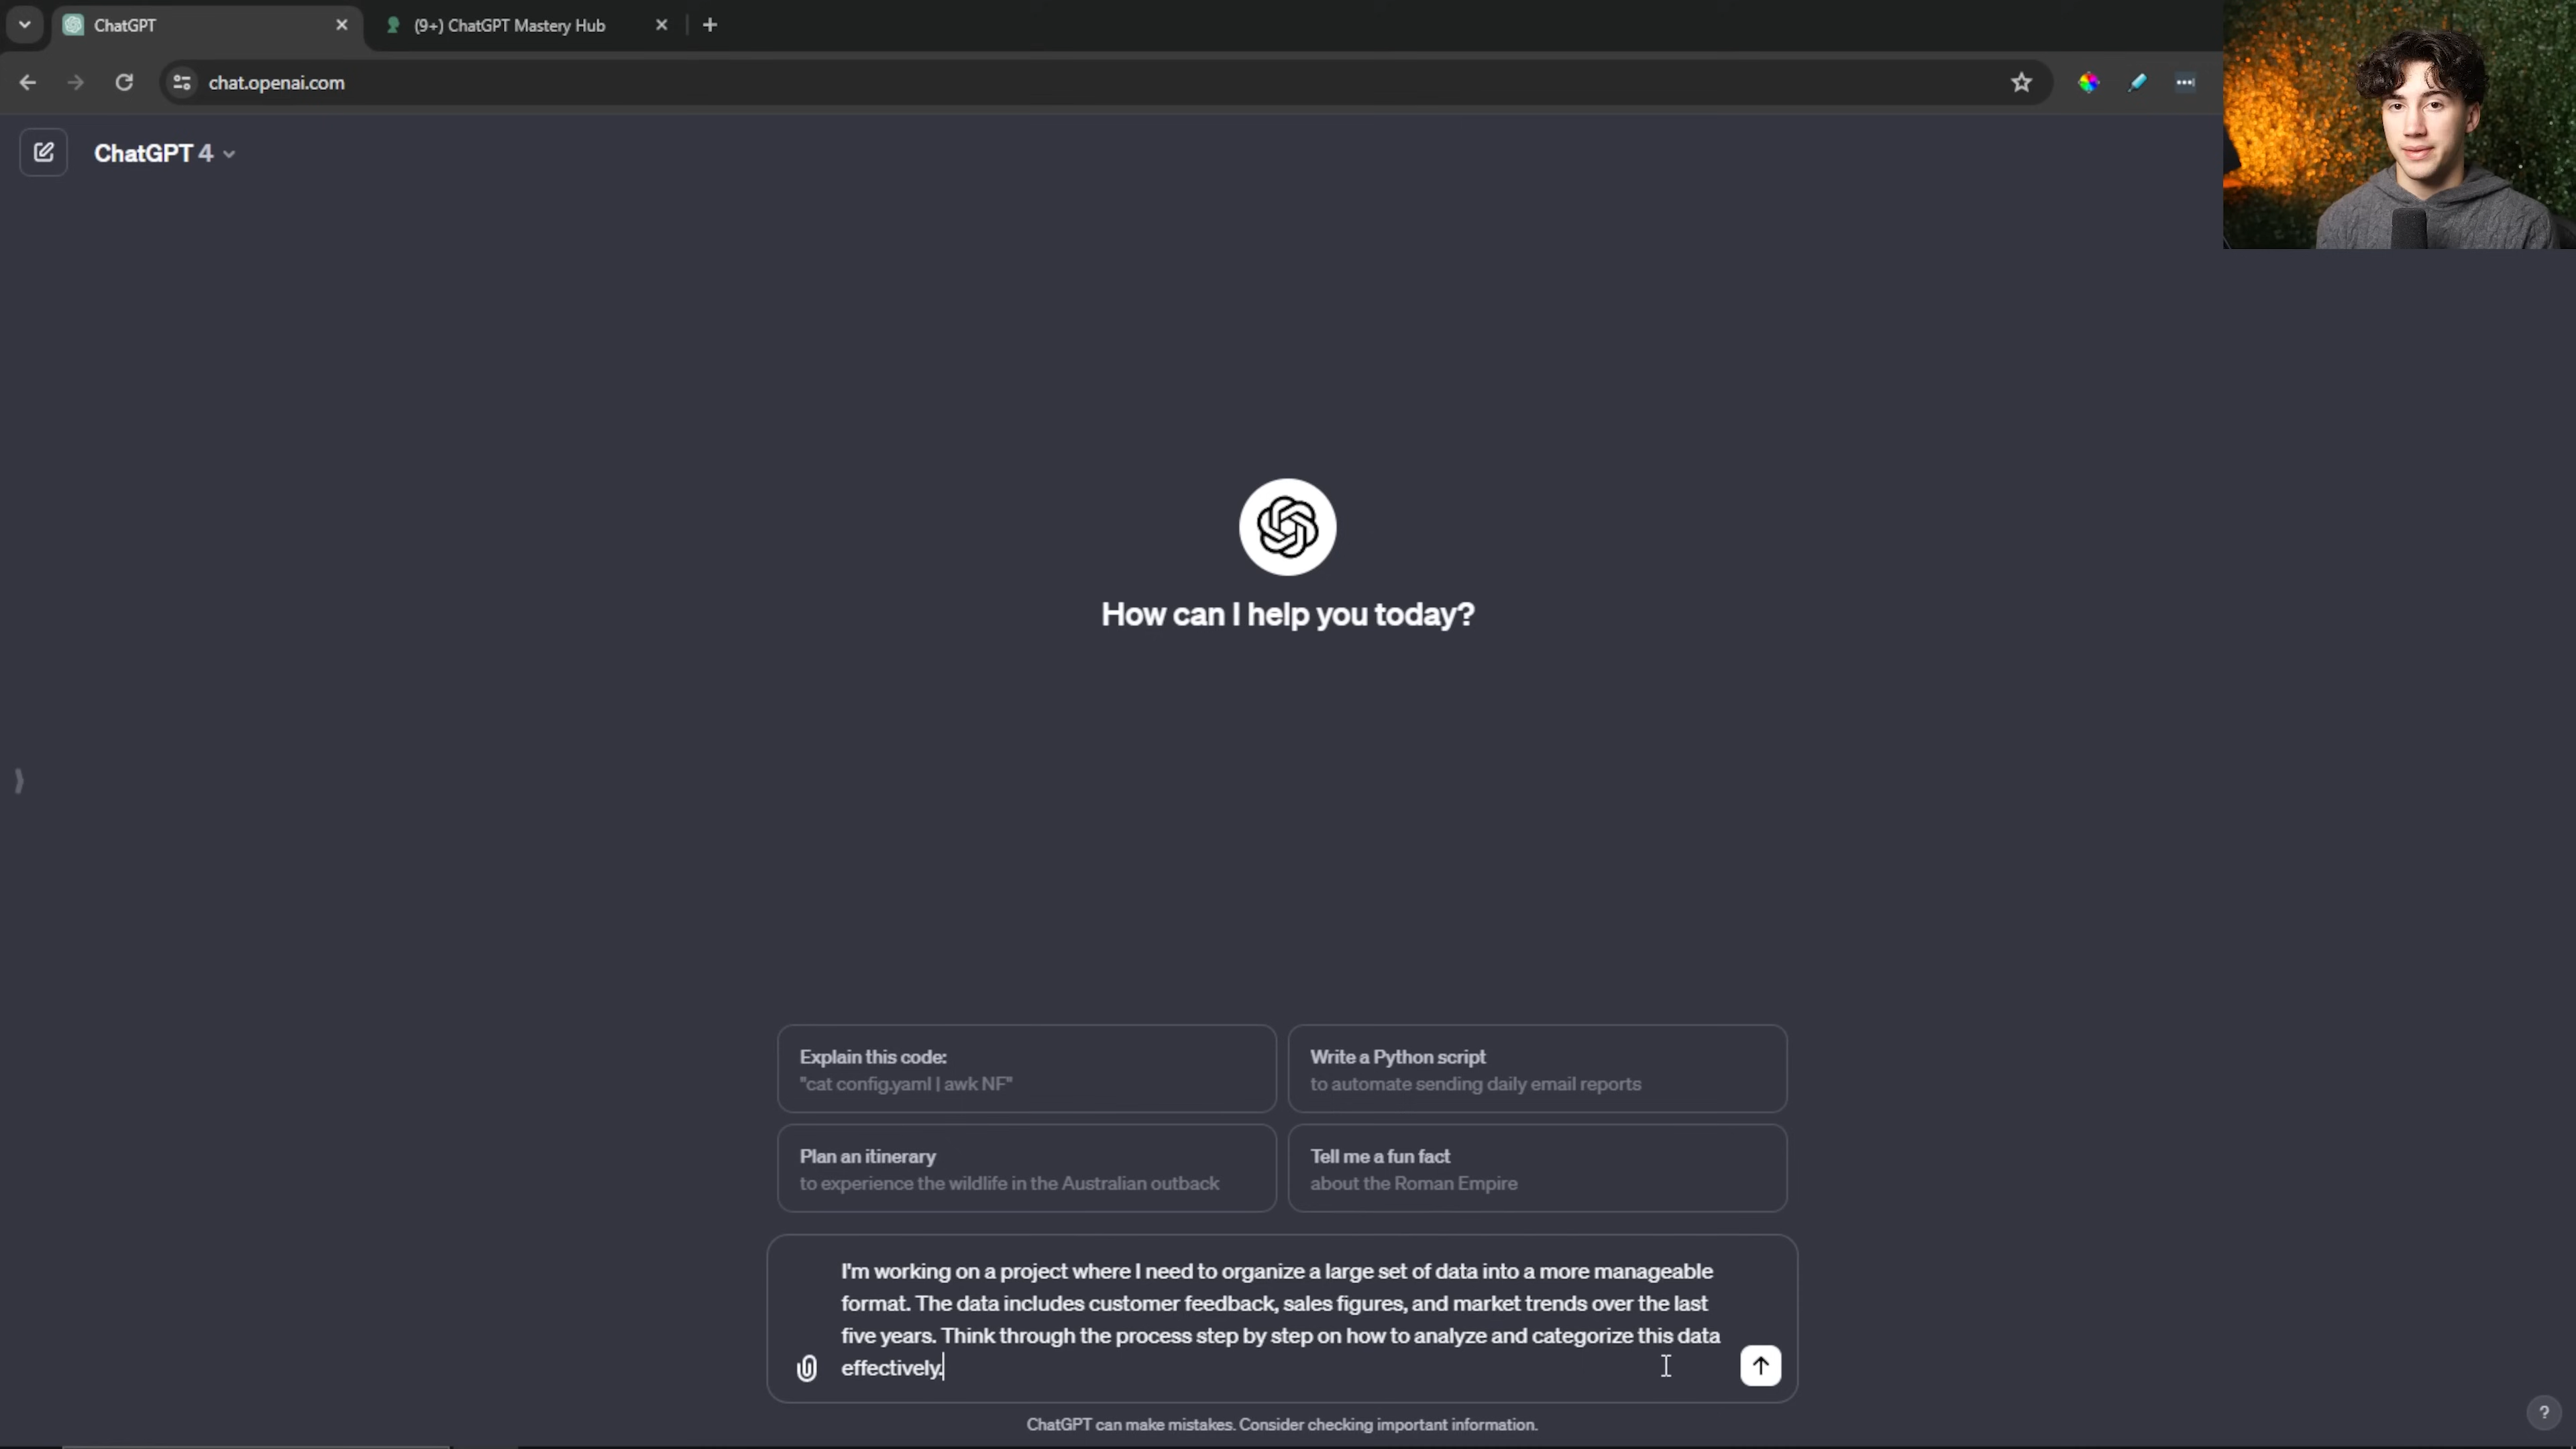 ChatGPT
(9+) ChatGPT Mastery Hub
chat.openai.com
ChatGPT 4
How can I help you today?
Explain this code:
"cat config.yaml | awk NF"
Write a Python script
to automate sending daily email reports
Plan an itinerary
to experience the wildlife in the Australian outback
Tell me a fun fact
about the Roman Empire
I'm working on a project where I need to organize a large set of data into a more manageable
format. The data includes customer feedback, sales figures, and market trends over the last
five years. Think through the process step by step on how to analyze and categorize this data
effectively.
ChatGPT can make mistakes. Consider checking important information.
?